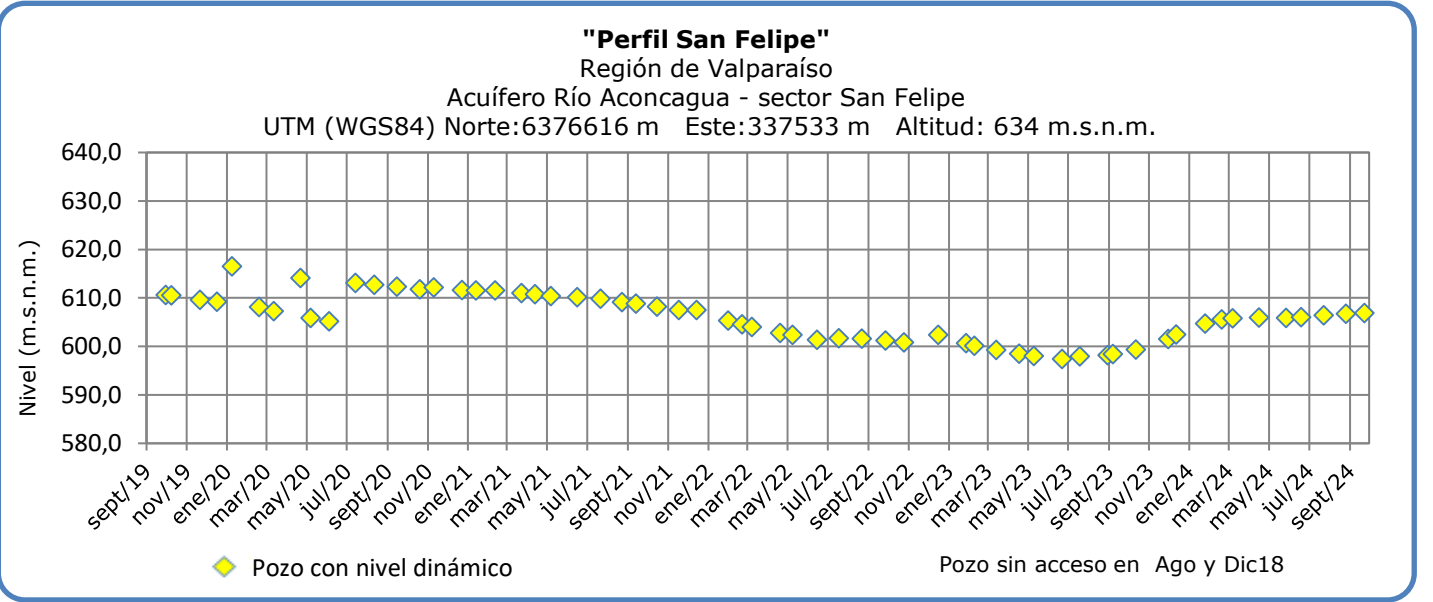 "Perfil San Felipe"
Región de Valparaíso
Acuífero Río Aconcagua - sector San Felipe
UTM (WGS84) Norte:6376616 m Este:337533 m Altitud: 634 m.s.n.m.
Nivel (m.s.n.m.)
640,0
630,0
620,0
610,0
600,0
590,0
580,0
sept/19
nov/19
ene/20
mar/20
may/20
jul/20
sept/20
nov/20
ene/21
mar/21
may/21
jul/21
sept/21
nov/21
ene/22
mar/22
may/22
jul/22
sept/22
nov/22
ene/23
mar/23
may/23
jul/23
sept/23
nov/23
ene/24
mar/24
may/24
jul/24
sept/24
Pozo con nivel dinámico
Pozo sin acceso en Ago y Dic18